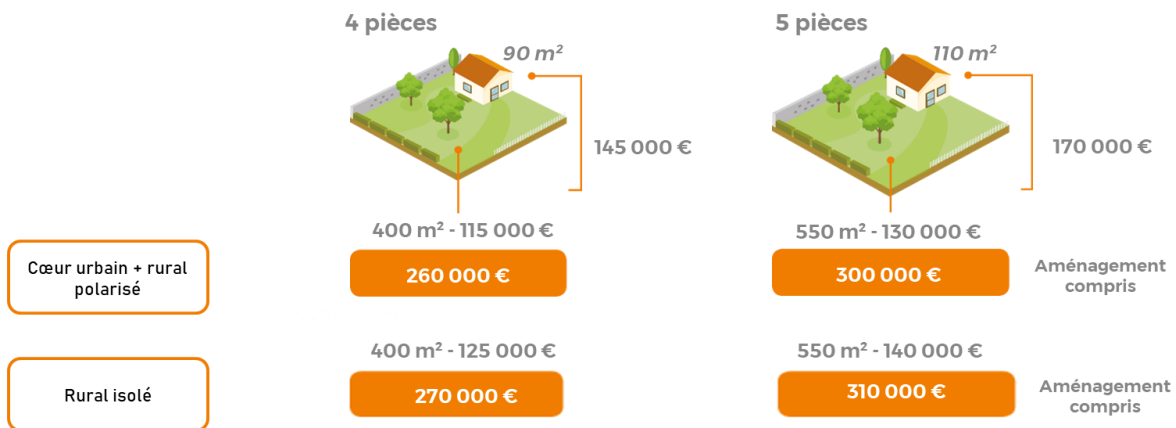 4 pièces
5 pièces
90 m²
110 m²
145 000 €
170 000 €
400 m² - 115 000 €
550 m² - 130 000 €
Cœur urbain + rural
polarisé
260 000 €
300 000 €
Aménagement
compris
400 m² - 125 000 €
550 m² - 140 000 €
Rural isolé
270 000 €
310 000 €
Aménagement
compris